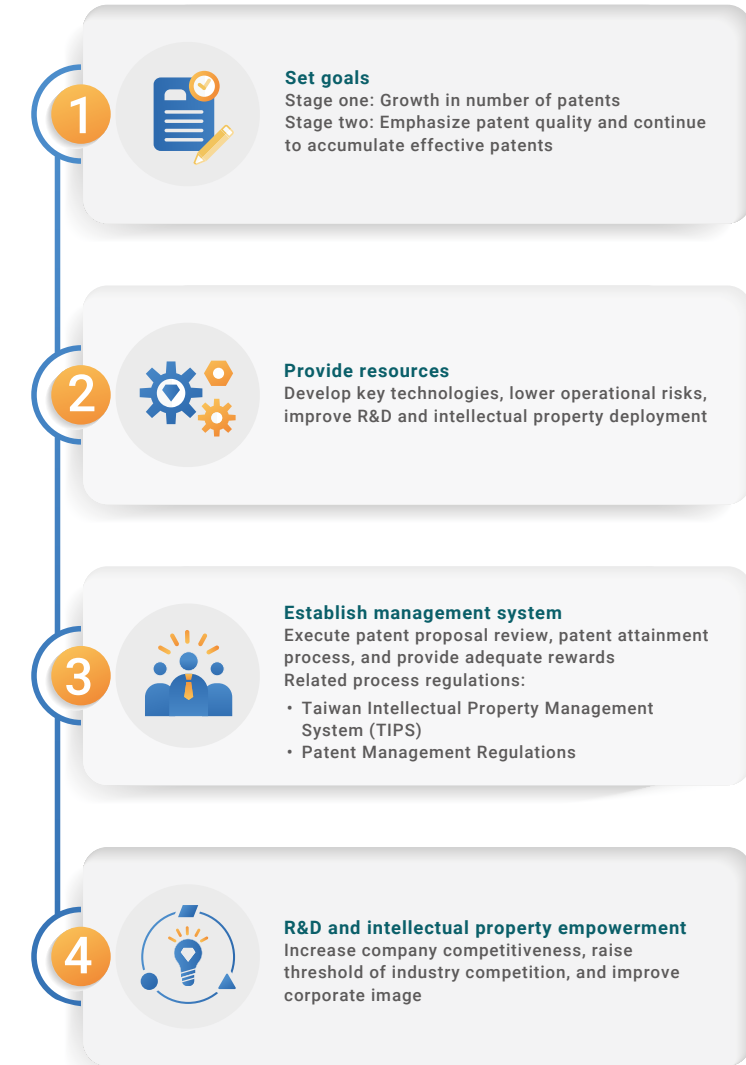 1
Set goals
Stage one: Growth in number of patents
Stage two: Emphasize patent quality and continue
to accumulate effective patents
2
Provide resources
Develop key technologies, lower operational risks,
improve R&D and intellectual property deployment
3
Establish management system
Execute patent proposal review, patent attainment
process, and provide adequate rewards
Related process regulations:
• Taiwan Intellectual Property Management
System (TIPS)
• Patent Management Regulations
4
R&D and intellectual property empowerment
Increase company competitiveness, raise
threshold of industry competition, and improve
corporate image